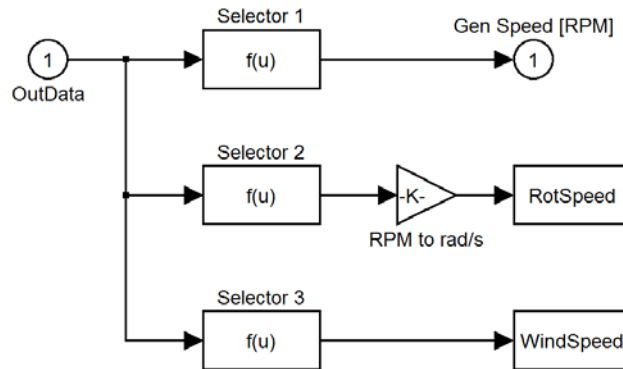 Selector 1
Gen Speed [RPM]
1
f(u)
1
OutData
Selector 2
f(u)
-K-
RotSpeed
RPM to rad/s
Selector 3
f(u)
WindSpeed